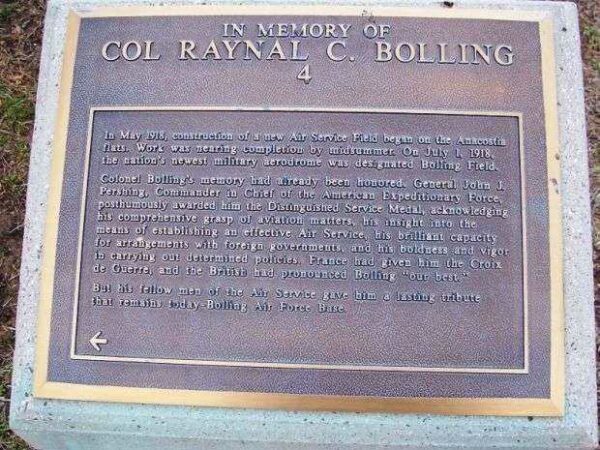 IN MEMORY OF
COL RAYNAL C. BOLLING
4
In May 1918, construction of a new Air Service Field began on the Anacostia
flats. Work was nearing completion by midsummer. On July 1, 1918,
the nation's newest military aerodrome was designated Bolling Field.
Colonel Bolling's memory had already been honored. General John J.
Pershing, Commander in Chief of the American Expeditionary Force,
posthumously awarded him the Distinguished Service Medal, acknowledging
his comprehensive grasp of aviation matters, his insight into the
means of establishing an effective Air Service, his brilliant capacity
for arrangements with foreign governments, and his boldness and vigor
in carrying out determined policies. France had given him the Croix
de Guerre, and the British had pronounced Bolling "our best."
But his fellow men of the Air Service gave him a lasting tribute
that remains today-Bolling Air Force Base.